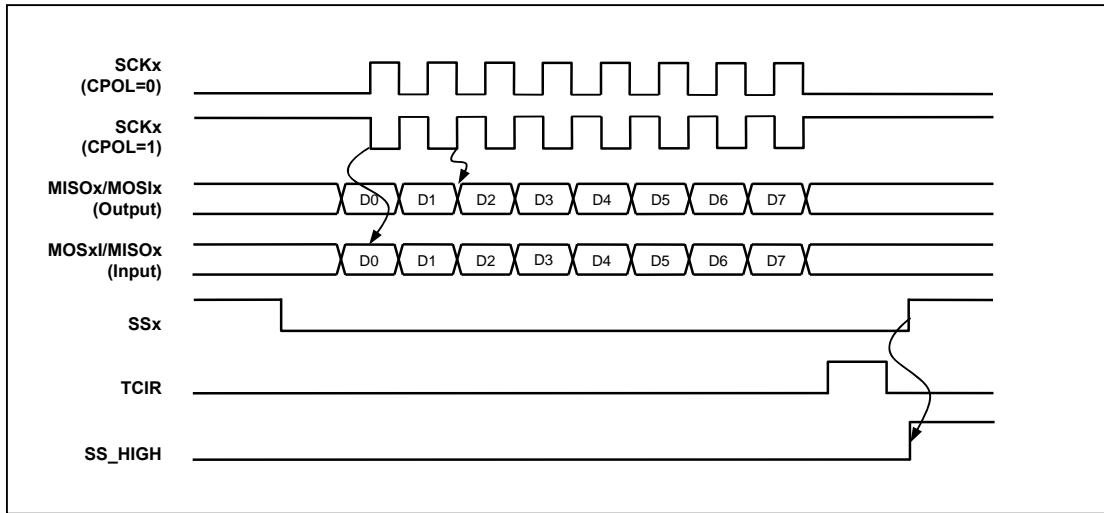 SCKx
(CPOL=0)
SCKx
(CPOL=1)
MISOx/MOSIx
(Output)
D0 D1 D2 D3 D4 D5 D6 D7
MOSxI/MISOx
(Input)
D0 D1 D2 D3 D4 D5 D6 D7
SSx
TCIR
SS_HIGH